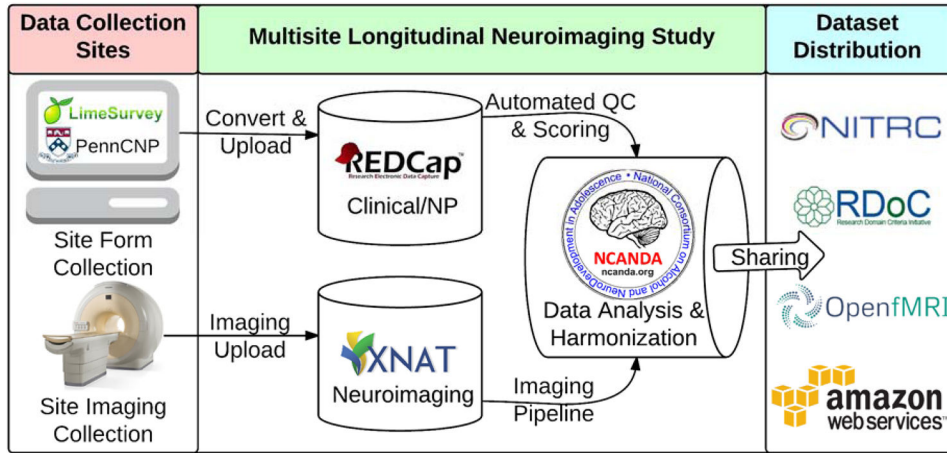 Data Collection
Sites
Multisite Longitudinal Neuroimaging Study
Dataset
Distribution
LimeSurvey
PennCNP
Site Form
Collection
Convert &
Upload
REDCap
Research Electronic Data Capture
Clinical/NP
Automated QC
& Scoring
National Consortium on Alcohol and NeuroDevelopment in Adolescence •
NCANDA
ncanda.org
Data Analysis &
Harmonization
Sharing
Site Imaging
Collection
Imaging
Upload
XNAT
Neuroimaging
Imaging
Pipeline
NITRC
RDoC
Research Domain Criteria Initiative
OpenfMRI
amazon
web services™